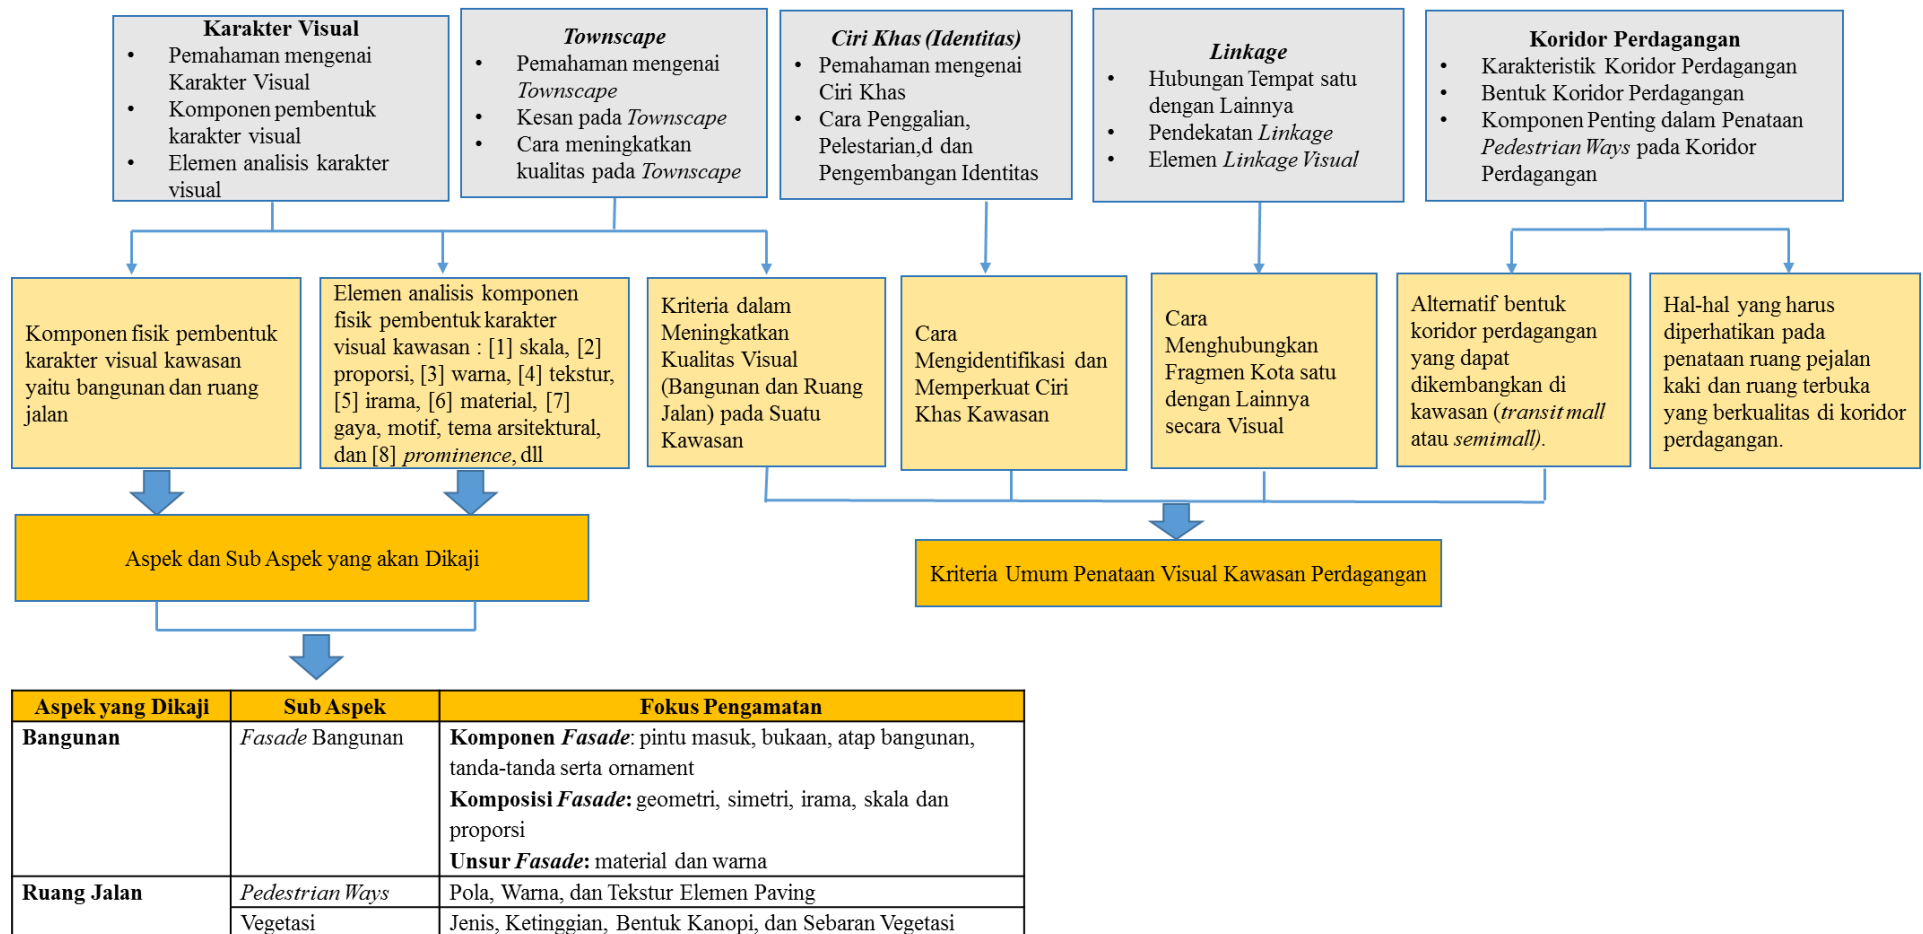 Karakter Visual
• Pemahaman mengenai
Karakter Visual
• Komponen pembentuk
karakter visual
• Elemen analisis karakter
visual
Townscape
• Pemahaman mengenai
Townscape
• Kesan pada Townscape
• Cara meningkatkan
kualitas pada Townscape
Ciri Khas (Identitas)
• Pemahaman mengenai
Ciri Khas
• Cara Penggalian,
Pelestarian,d dan
Pengembangan Identitas
Linkage
• Hubungan Tempat satu
dengan Lainnya
• Pendekatan Linkage
• Elemen Linkage Visual
Koridor Perdagangan
• Karakteristik Koridor Perdagangan
• Bentuk Koridor Perdagangan
• Komponen Penting dalam Penataan
Pedestrian Ways pada Koridor
Perdagangan
Komponen fisik pembentuk
karakter visual kawasan
yaitu bangunan dan ruang
jalan
Elemen analisis komponen
fisik pembentuk karakter
visual kawasan : [1] skala, [2]
proporsi, [3] warna, [4] tekstur,
[5] irama, [6] material, [7]
gaya, motif, tema arsitektural,
dan [8] prominence, dll
Kriteria dalam
Meningkatkan
Kualitas Visual
(Bangunan dan Ruang
Jalan) pada Suatu
Kawasan
Cara
Mengidentifikasi dan
Memperkuat Ciri
Khas Kawasan
Cara
Menghubungkan
Fragmen Kota satu
dengan Lainnya
secara Visual
Alternatif bentuk
koridor perdagangan
yang dapat
dikembangkan di
kawasan (transit mall
atau semimall).
Hal-hal yang harus
diperhatikan pada
penataan ruang pejalan
kaki dan ruang terbuka
yang berkualitas di koridor
perdagangan.
Aspek dan Sub Aspek yang akan Dikaji
Kriteria Umum Penataan Visual Kawasan Perdagangan
Aspek yang Dikaji Sub Aspek Fokus Pengamatan
Bangunan Fasade Bangunan Komponen Fasade: pintu masuk, bukaan, atap bangunan,
tanda-tanda serta ornament
Komposisi Fasade: geometri, simetri, irama, skala dan
proporsi
Unsur Fasade: material dan warna
Ruang Jalan Pedestrian Ways Pola, Warna, dan Tekstur Elemen Paving
Vegetasi Jenis, Ketinggian, Bentuk Kanopi, dan Sebaran Vegetasi